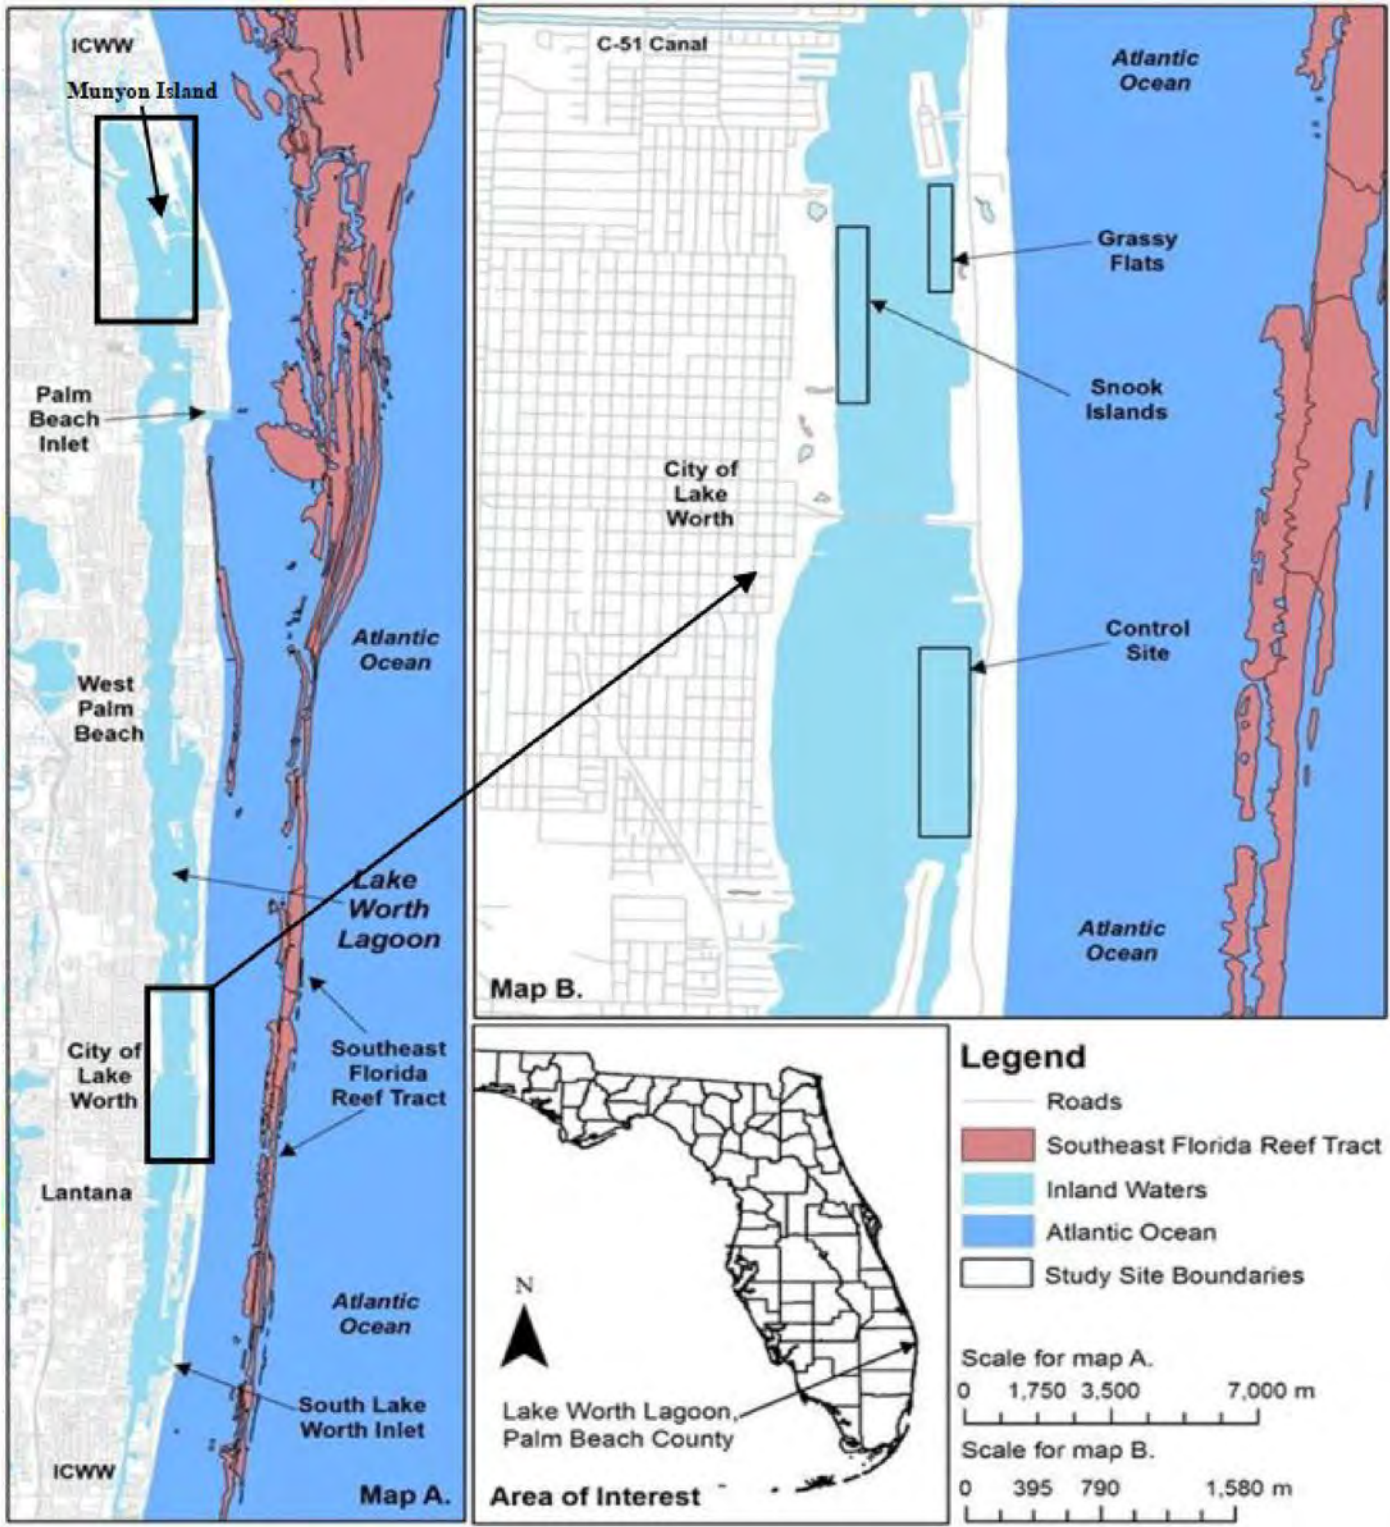 ICWW
Munyon Island
Palm
Beach
Inlet
Atlantic
Ocean
West
Palm
Beach
Lake
Worth
Lagoon
City of
Lake
Worth
Southeast
Florida
Reef Tract
Lantana
Atlantic
Ocean
South Lake
Worth Inlet
ICWW
Map A.
C-51 Canal
Atlantic
Ocean
Grassy
Flats
Snook
Islands
City of
Lake
Worth
Control
Site
Atlantic
Ocean
Map B.
N
Lake Worth Lagoon,
Palm Beach County
Area of Interest
Legend
Roads
Southeast Florida Reef Tract
Inland Waters
Atlantic Ocean
Study Site Boundaries
Scale for map A.
0 1,750 3,500 7,000 m
Scale for map B.
0 395 790 1,580 m